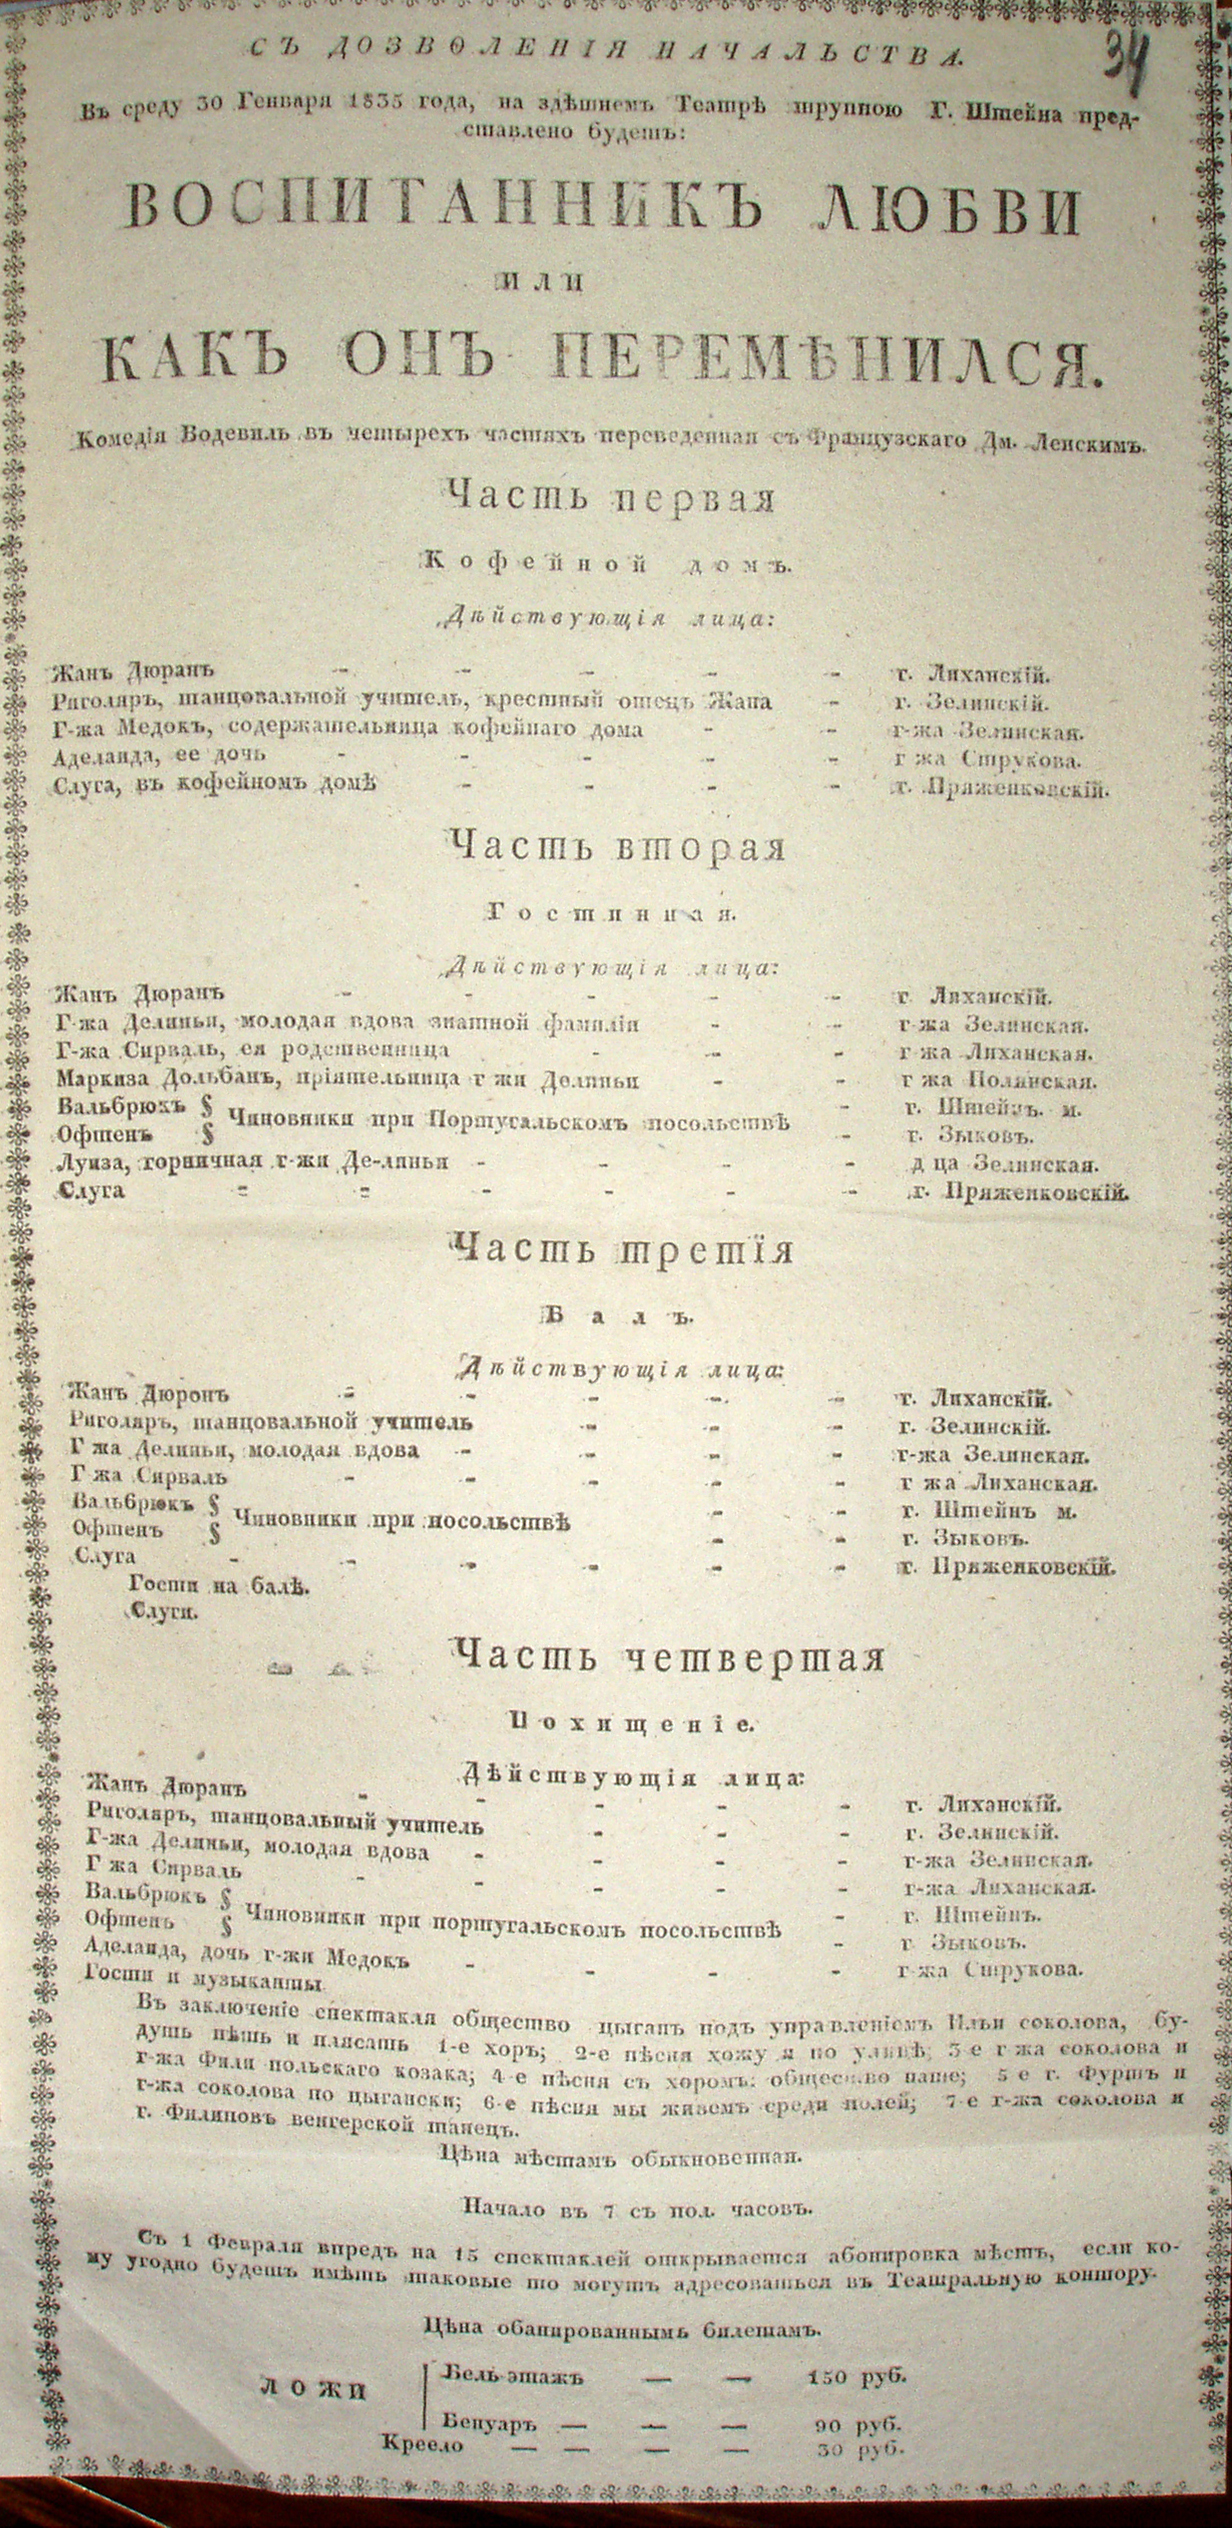 СЪ ДОЗВОЛЕНІЯ НАЧАЛЬСТВА.
34
Въ среду 30 Генваря 1835 года, на здѣшнемъ Театрѣ труппою Г. Штейна пред-
ставлено будетъ:
ВОСПИТАННИКЪ ЛЮБВИ
ИЛИ
КАКЪ ОНЪ ПЕРЕМѢНИЛСЯ.
Комедія Водевиль въ четырехъ частяхъ переведенная съ Французскаго Дм. Ленскимъ.
Часть первая
Кофейной домъ.
Дѣйствующія лица:
Жанъ Дюранъ - - - - - г. Лиханскій.
Риголяръ, танцовальной учитель, крестный отецъ Жана - г. Зелинскій.
Г-жа Медокъ, содержательница кофейнаго дома - - г-жа Зелинская.
Аделаида, ее дочь - - - - - г жа Струкова.
Слуга, въ кофейномъ домѣ - - - - г. Пряженковскій.
Часть вторая
Гостинная.
Дѣйствующія лица:
Жанъ Дюранъ - - - - - г Лиханскій.
Г-жа Делиньи, молодая вдова знатной фамиліи - - г-жа Зелинская.
Г-жа Сирваль, ея родственница - - - г жа Лиханская.
Маркиза Дольбанъ, пріятельница г жи Делиньи - - г жа Полянская.
Вальбрюкъ § Чиновники при Португальскомъ посольствѣ - г. Штейнъ. м.
Офшенъ § - г. Зыковъ.
Луиза, горничная г-жи Де-линьи - - - - д ца Зелинская.
Слуга = = - - - - г. Пряженковскій.
Часть третія
Балъ.
Дѣйствующія лица:
Жанъ Дюронъ = - - - - г. Лиханскій.
Риголяръ, танцовальной учитель - - - г. Зелинскій.
Г жа Делиньи, молодая вдова - - - - г-жа Зелинская.
Г жа Сирваль - - - - - г жа Лиханская.
Вальбрюкъ § Чиновники при посольствѣ - - г. Штейнъ м.
Офшенъ § - - г. Зыковъ.
Слуга - - - - - - г. Пряженковскій.
Гости на балѣ.
Слуги.
Часть четвертая
Похищеніе.
Дѣйствующія лица:
Жанъ Дюранъ - - - - - г. Лиханскій.
Риголяръ, танцовальный учитель - - - г. Зелинскій.
Г-жа Делиньи, молодая вдова - - - - г-жа Зелинская.
Г жа Сирваль - - - - - г-жа Лиханская.
Вальбрюкъ § Чиновники при португальскомъ посольствѣ - г. Штейнъ.
Офшенъ § - г Зыковъ.
Аделаида, дочь г-жи Медокъ - - - - г жа Струкова.
Гости и музыканты
Въ заключеніе спектакля общество цыганъ подъ управленіемъ Ильи соколова, бу-
дутъ пѣть и плясать 1-е хоръ; 2-е пѣсня хожу я по улицѣ; 3 е г жа соколова и
г-жа Фили польскаго козака; 4 е пѣсня съ хоромъ: общество наше; 5 е г. Фуртъ и
г-жа соколова по цыгански; 6 е пѣсня мы живемъ среди полей; 7 е г-жа соколова и
г. Филиповъ венгерской танецъ.
Цѣна мѣстамъ обыкновенная.
Начало въ 7 съ пол. часовъ.
Съ 1 Февраля впредъ на 15 спектаклей открывается абонировка мѣстъ, если ко-
му угодно будетъ имѣть таковые то могутъ адресоваться въ Театральную контору.
Цѣна обанированнымъ билетамъ.
ЛОЖИ Бель-этажъ — — 150 руб.
Бенуаръ — — — 90 руб.
Кресло — — — — 30 руб.